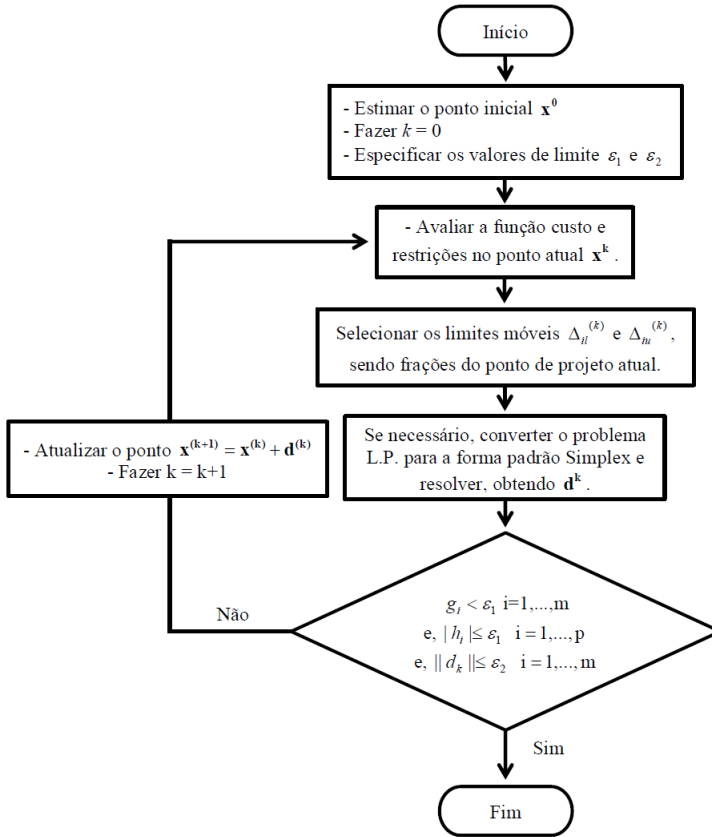 Início
- Estimar o ponto inicial x⁰
- Fazer k = 0
- Especificar os valores de limite ε₁ e ε₂
- Avaliar a função custo e
restrições no ponto atual xᵏ .
Selecionar os limites móveis Δᵢₗ⁽ᵏ⁾ e Δᵢᵤ⁽ᵏ⁾ ,
sendo frações do ponto de projeto atual.
Se necessário, converter o problema
L.P. para a forma padrão Simplex e
resolver, obtendo dᵏ .
- Atualizar o ponto x⁽ᵏ⁺¹⁾ = x⁽ᵏ⁾ + d⁽ᵏ⁾
- Fazer k = k+1
Não
gᵢ < ε₁ i=1,...,m
e, | hᵢ |≤ ε₁ i = 1,...,p
e, || dₖ ||≤ ε₂ i = 1,...,m
Sim
Fim